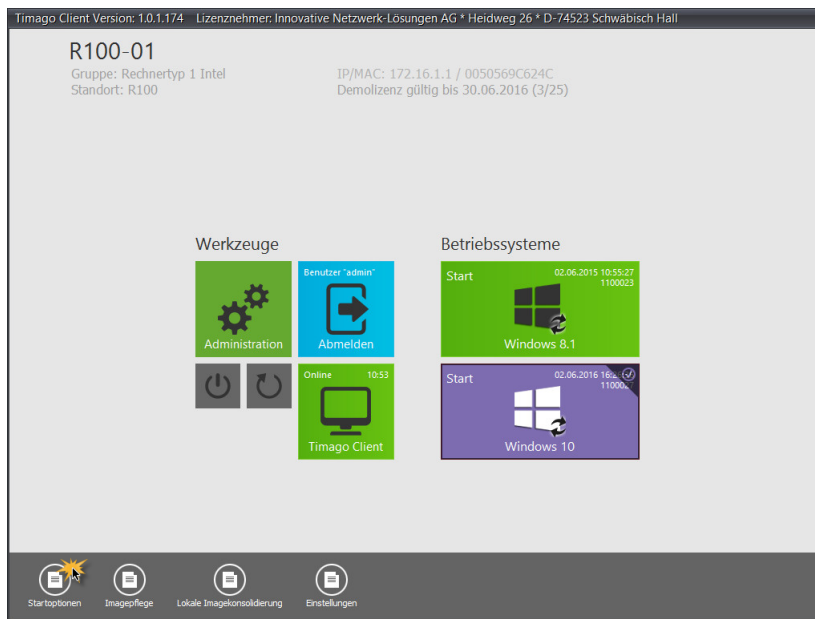 Timago Client Version: 1.0.1.174 Lizenznehmer: Innovative Netzwerk-Lösungen AG * Heidweg 26 * D-74523 Schwäbisch Hall
R100-01
Gruppe: Rechnertyp 1 Intel
Standort: R100
IP/MAC: 172.16.1.1 / 0050569C624C
Demolizenz gültig bis 30.06.2016 (3/25)
Werkzeuge
Administration
Benutzer "admin"
Abmelden
Online 10:53
Timago Client
Betriebssysteme
Start 02.06.2015 10:55:27
1100023
Windows 8.1
Start 02.06.2016
Windows 10
Startoptionen
Imagepflege
Lokale Imagekonsolidierung
Einstellungen